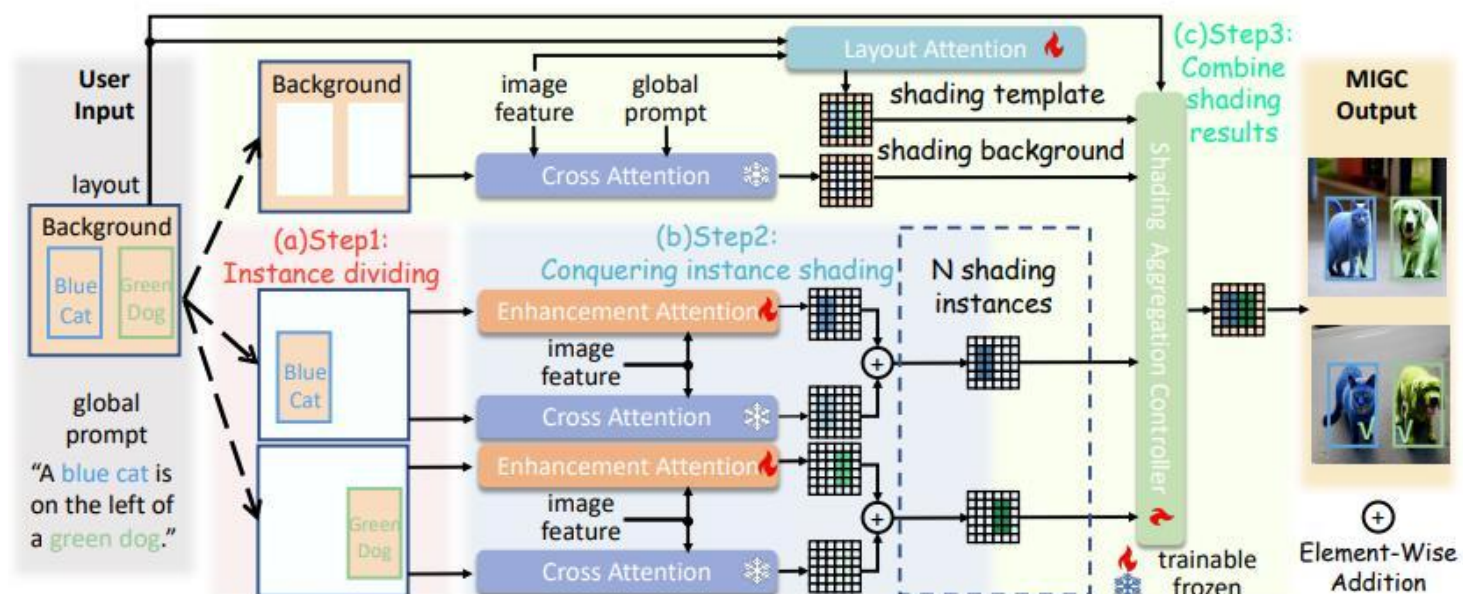 User
Input
layout
Background
Blue
Cat
Green
Dog
global
prompt
“A blue cat is
on the left of
a green dog.”
Background
(a)Step1:
Instance dividing
Blue
Cat
Green
Dog
image
feature
global
prompt
Layout Attention
Cross Attention
shading template
shading background
(b)Step2:
Conquering instance shading
Enhancement Attention
image
feature
Cross Attention
Enhancement Attention
image
feature
Cross Attention
N shading
instances
Shading Aggregation Controller
(c)Step3:
Combine
shading
results
trainable
frozen
MIGC
Output
Element-Wise
Addition